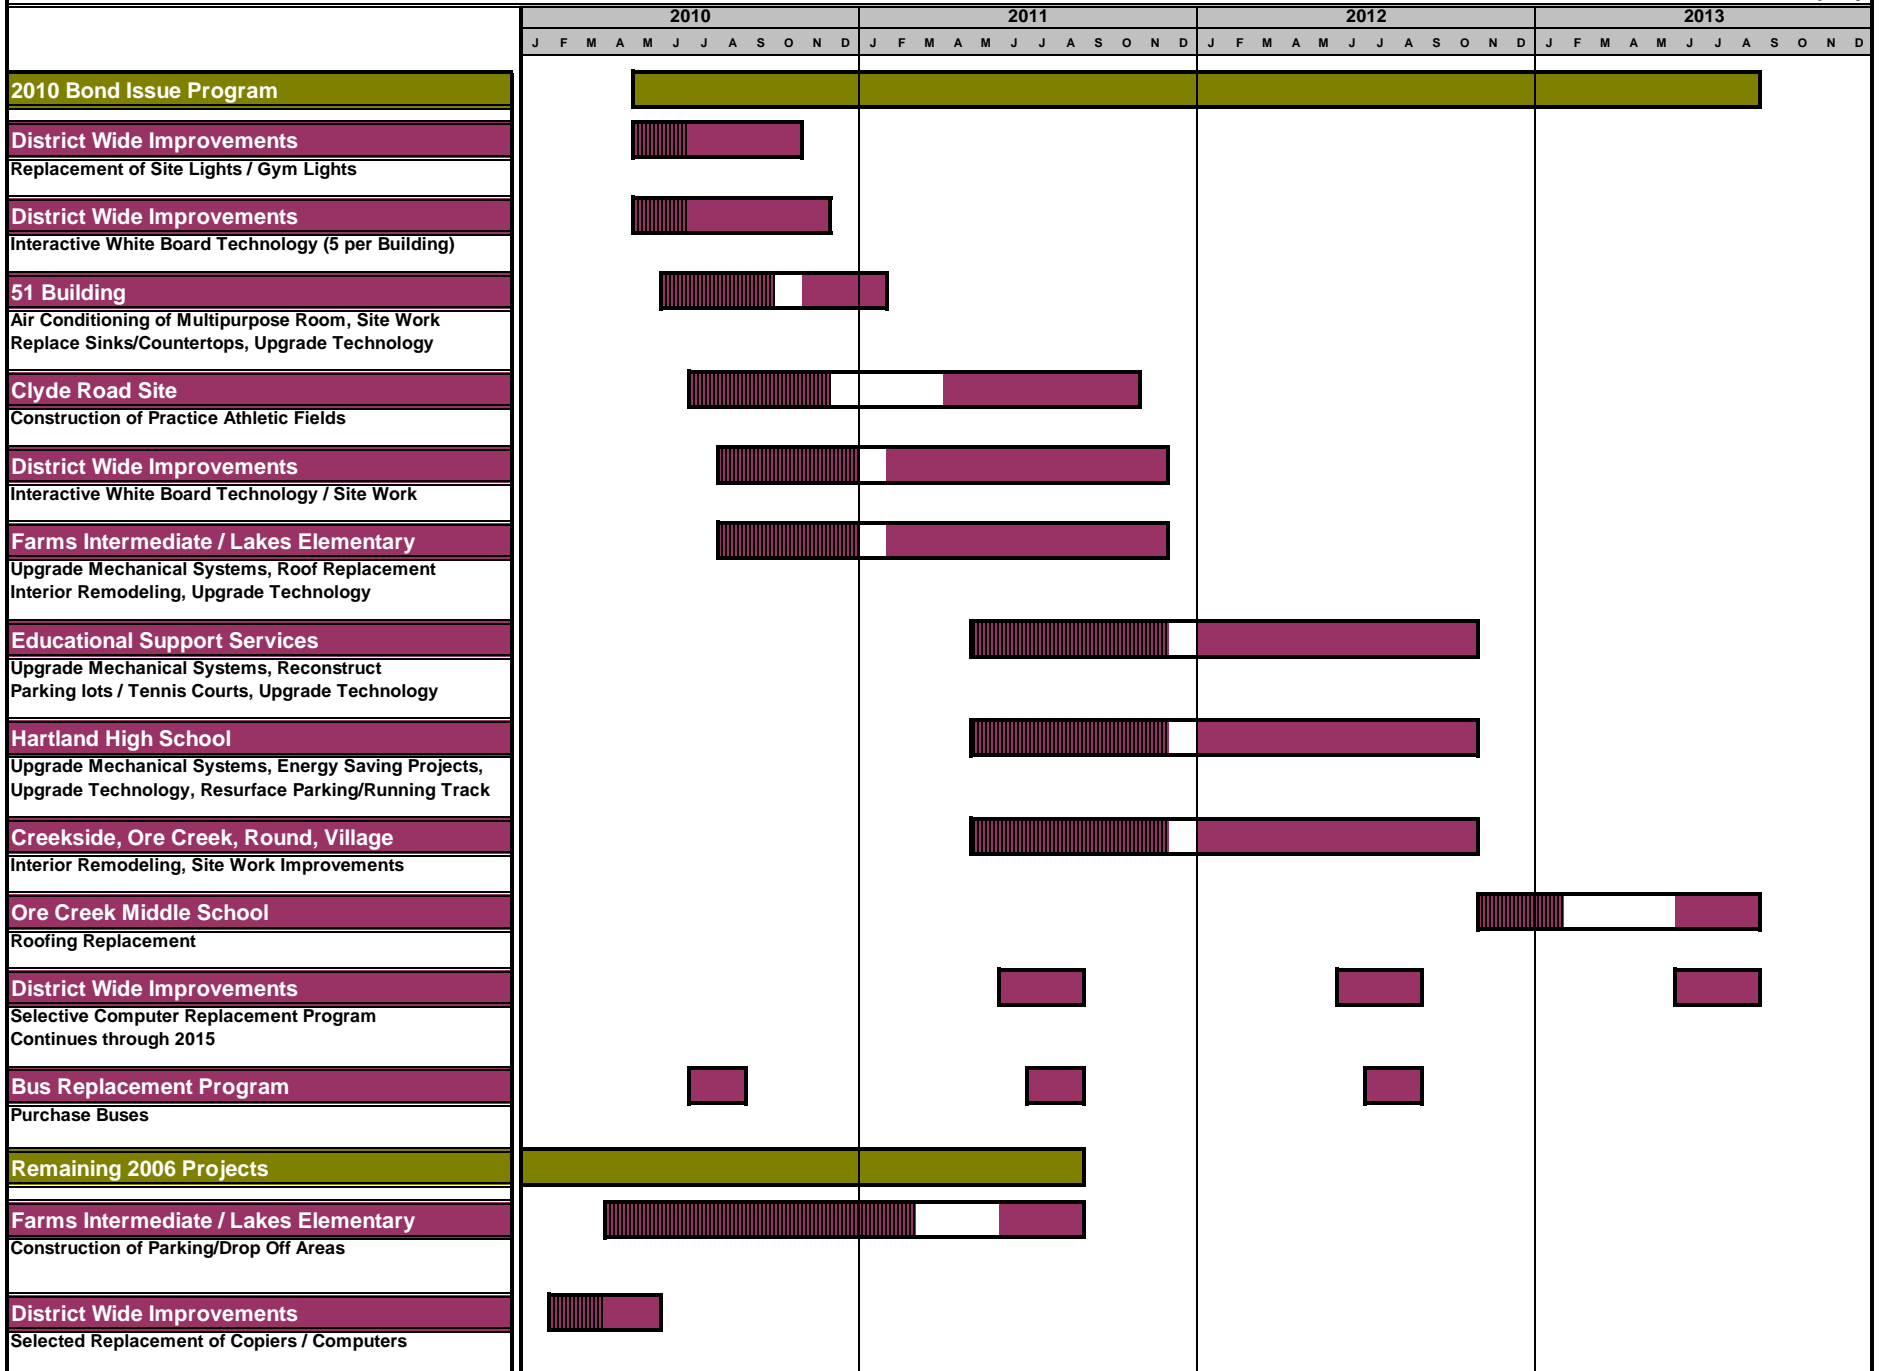 2010 2011 2012 2013
J F M A M J J A S O N D J F M A M J J A S O N D J F M A M J J A S O N D J F M A M J J A S O N D
2010 Bond Issue Program
District Wide Improvements
Replacement of Site Lights / Gym Lights
District Wide Improvements
Interactive White Board Technology (5 per Building)
51 Building
Air Conditioning of Multipurpose Room, Site Work
Replace Sinks/Countertops, Upgrade Technology
Clyde Road Site
Construction of Practice Athletic Fields
District Wide Improvements
Interactive White Board Technology / Site Work
Farms Intermediate / Lakes Elementary
Upgrade Mechanical Systems, Roof Replacement
Interior Remodeling, Upgrade Technology
Educational Support Services
Upgrade Mechanical Systems, Reconstruct
Parking lots / Tennis Courts, Upgrade Technology
Hartland High School
Upgrade Mechanical Systems, Energy Saving Projects,
Upgrade Technology, Resurface Parking/Running Track
Creekside, Ore Creek, Round, Village
Interior Remodeling, Site Work Improvements
Ore Creek Middle School
Roofing Replacement
District Wide Improvements
Selective Computer Replacement Program
Continues through 2015
Bus Replacement Program
Purchase Buses
Remaining 2006 Projects
Farms Intermediate / Lakes Elementary
Construction of Parking/Drop Off Areas
District Wide Improvements
Selected Replacement of Copiers / Computers